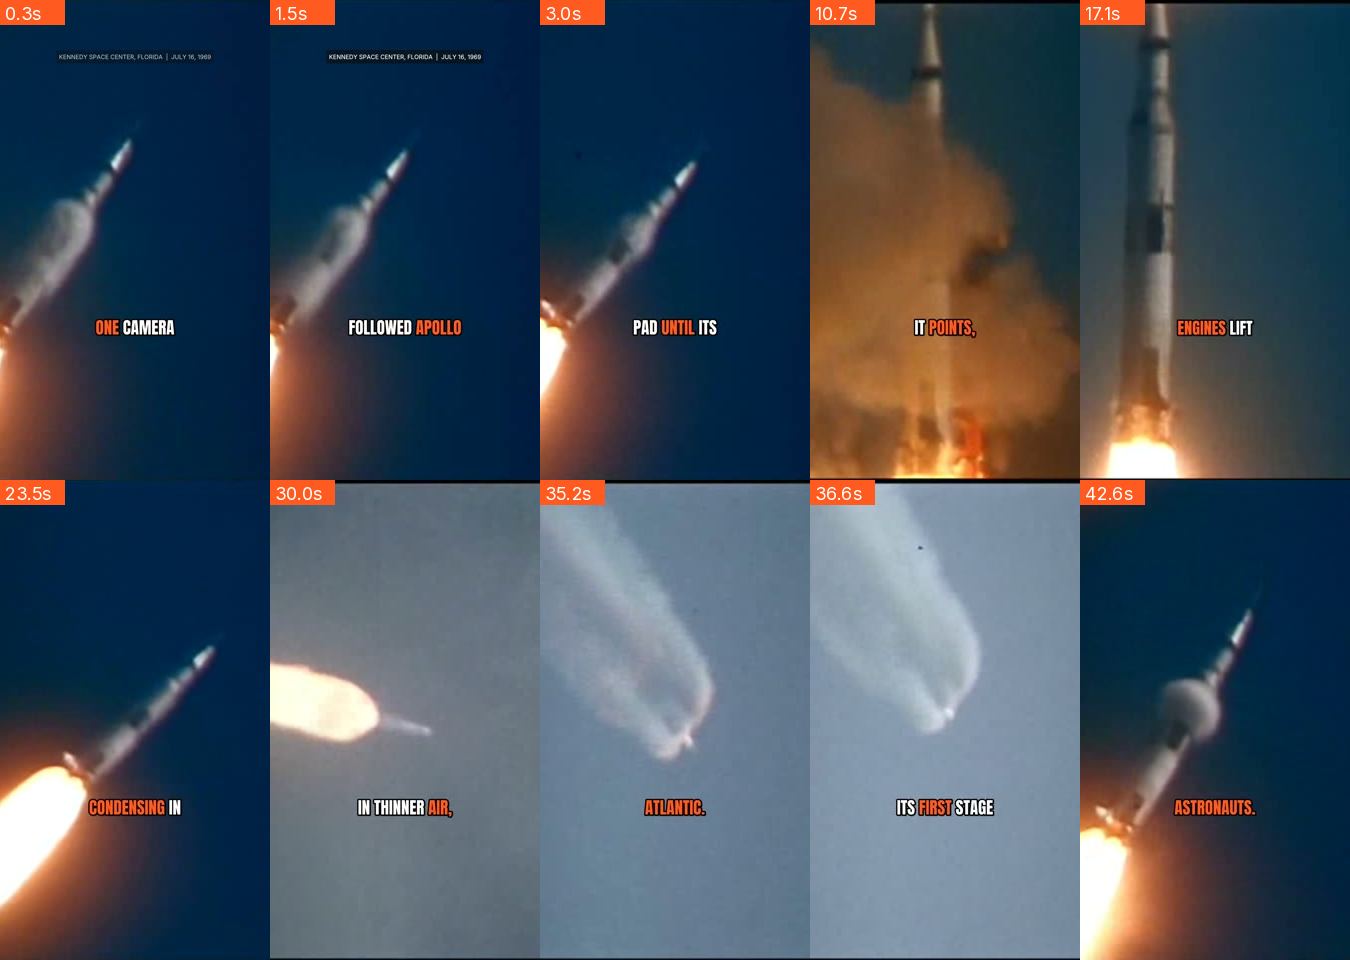 0.3s
KENNEDY SPACE CENTER, FLORIDA | JULY 16, 1969
ONE CAMERA
1.5s
KENNEDY SPACE CENTER, FLORIDA | JULY 16, 1969
FOLLOWED APOLLO
3.0s
PAD UNTIL ITS
10.7s
IT POINTS,
17.1s
ENGINES LIFT
23.5s
CONDENSING IN
30.0s
IN THINNER AIR,
35.2s
ATLANTIC.
36.6s
ITS FIRST STAGE
42.6s
ASTRONAUTS.